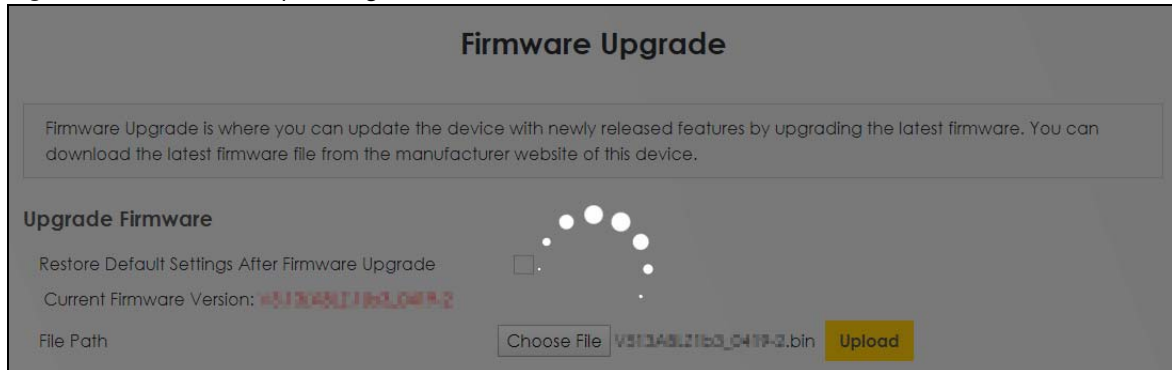 Firmware Upgrade
Firmware Upgrade is where you can update the device with newly released features by upgrading the latest firmware. You can
download the latest firmware file from the manufacturer website of this device.
Upgrade Firmware
Restore Default Settings After Firmware Upgrade
Current Firmware Version:
File Path Choose File .bin Upload